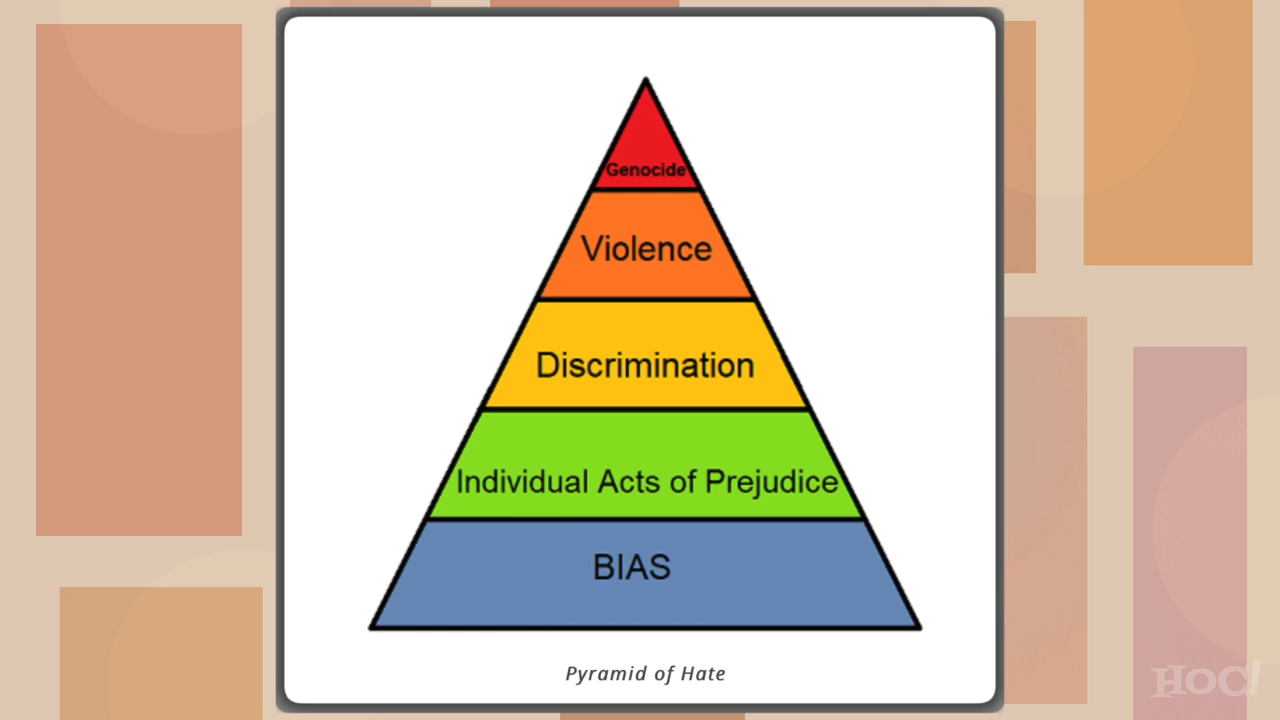 Genocide
Violence
Discrimination
Individual Acts of Prejudice
BIAS
Pyramid of Hate
HOC!